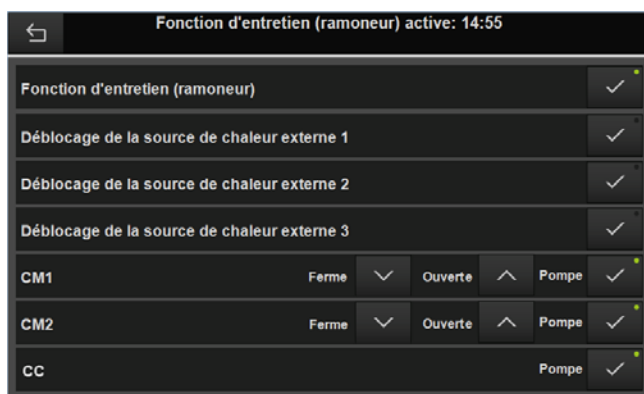 Fonction d'entretien (ramoneur) active: 14:55
Fonction d'entretien (ramoneur)
Déblocage de la source de chaleur externe 1
Déblocage de la source de chaleur externe 2
Déblocage de la source de chaleur externe 3
CM1 Ferme Ouverte Pompe
CM2 Ferme Ouverte Pompe
CC Pompe